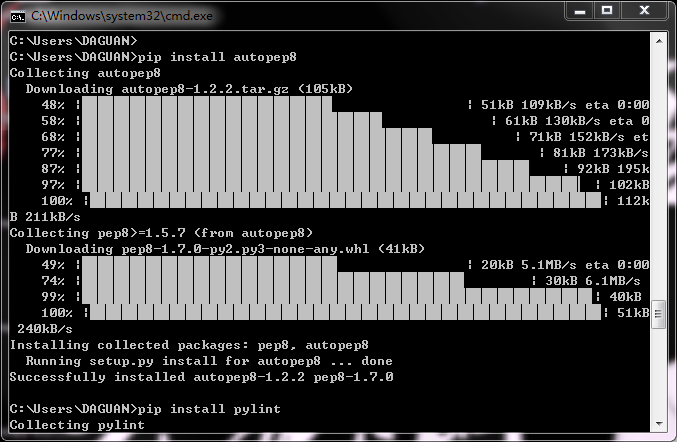 C:\Windows\system32\cmd.exe
C:\Users\DAGUAN>
C:\Users\DAGUAN>pip install autopep8
Collecting autopep8
  Downloading autopep8-1.2.2.tar.gz (105kB)
    48% | | 51kB 109kB/s eta 0:00
    58% | | 61kB 130kB/s eta 0
    68% | | 71kB 152kB/s et
    77% | | 81kB 173kB/s
    87% | | 92kB 195k
    97% | | 102kB
    100% | | 112k
B 211kB/s
Collecting pep8>=1.5.7 (from autopep8)
  Downloading pep8-1.7.0-py2.py3-none-any.whl (41kB)
    49% | | 20kB 5.1MB/s eta 0:00
    74% | | 30kB 6.1MB/s
    99% | | 40kB
    100% | | 51kB
 240kB/s
Installing collected packages: pep8, autopep8
  Running setup.py install for autopep8 ... done
Successfully installed autopep8-1.2.2 pep8-1.7.0
C:\Users\DAGUAN>pip install pylint
Collecting pylint